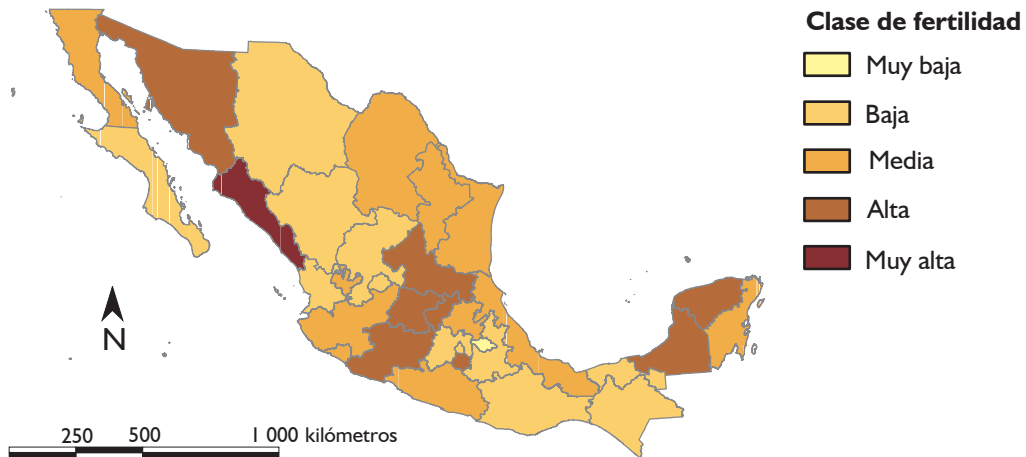 Clase de fertilidad
Muy baja
Baja
Media
Alta
Muy alta
N
250 500 1 000 kilómetros